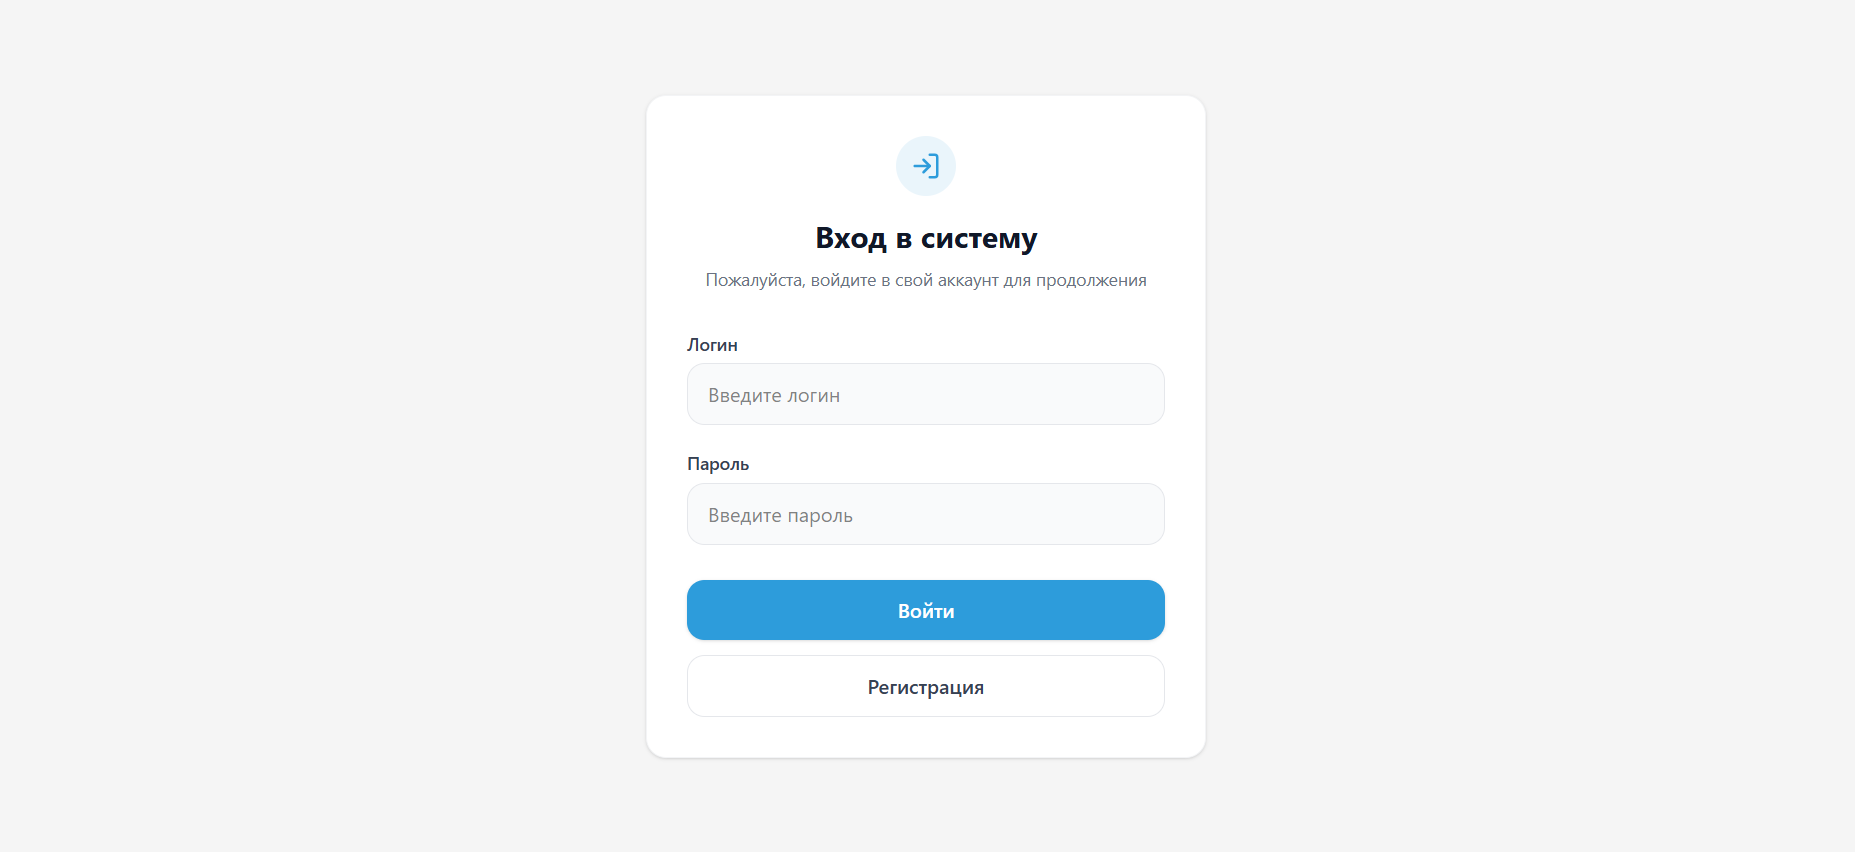 Вход в систему
Пожалуйста, войдите в свой аккаунт для продолжения
Логин
Введите логин
Пароль
Введите пароль
Войти
Регистрация